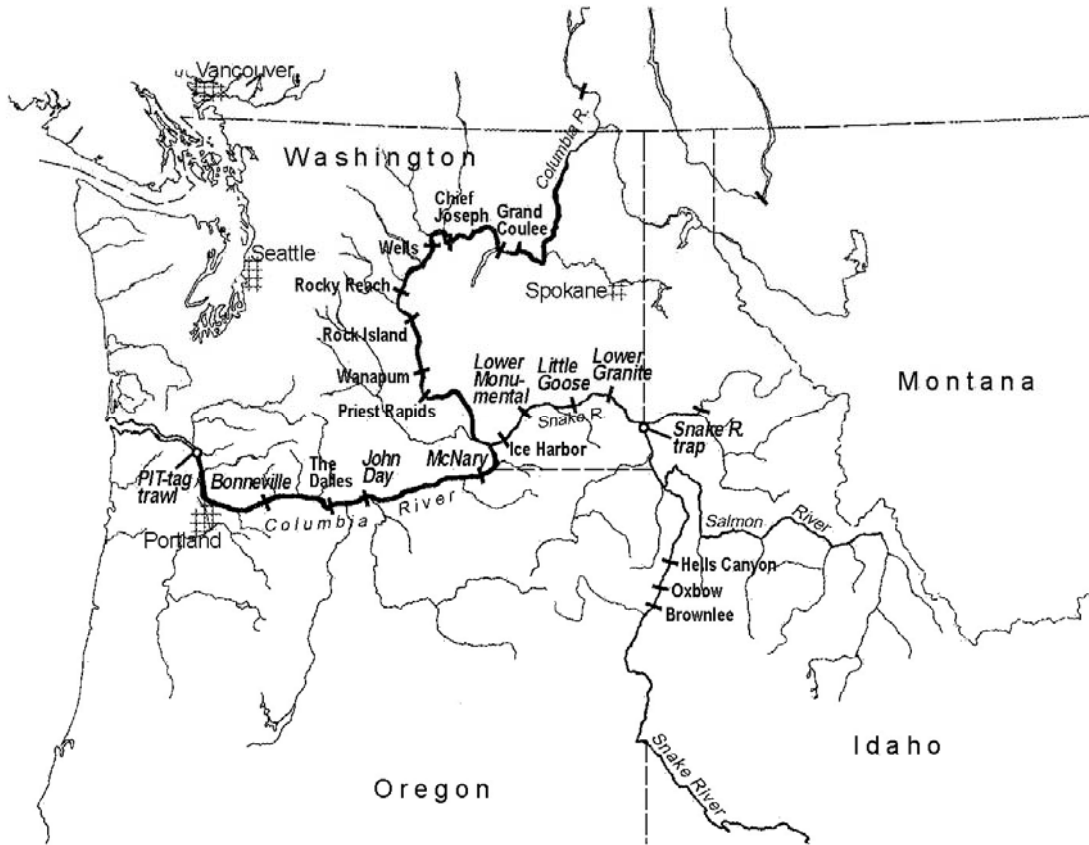 Vancouver
Washington
Columbia R.
Chief
Joseph
Grand
Coulee
Wells
Seattle
Rocky Reach
Spokane
Rock Island
Wanapum
Priest Rapids
Lower
Monu-
mental
Little
Goose
Lower
Granite
Montana
Snake R.
Snake R.
trap
Ice Harbor
McNary
John
Day
The
Dalles
Bonneville
PIT-tag
trawl
Columbia River
Portland
Salmon River
Hells Canyon
Oxbow
Brownlee
Snake River
Idaho
Oregon